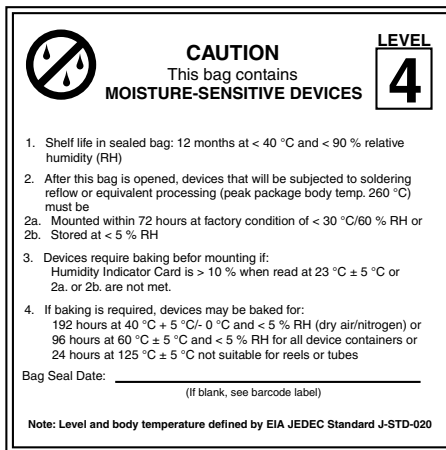 LEVEL
CAUTION
4
This bag contains
MOISTURE-SENSITIVE DEVICES
1. Shelf life in sealed bag: 12 months at < 40 °C and < 90 % relative
humidity (RH)
2. After this bag is opened, devices that will be subjected to soldering
reflow or equivalent processing (peak package body temp. 260 °C)
must be
2a. Mounted within 72 hours at factory condition of < 30 °C/60 % RH or
2b. Stored at < 5 % RH
3. Devices require baking befor mounting if:
Humidity Indicator Card is > 10 % when read at 23 °C ± 5 °C or
2a. or 2b. are not met.
4. If baking is required, devices may be baked for:
192 hours at 40 °C + 5 °C/- 0 °C and < 5 % RH (dry air/nitrogen) or
96 hours at 60 °C ± 5 °C and < 5 % RH for all device containers or
24 hours at 125 °C ± 5 °C not suitable for reels or tubes
Bag Seal Date:
(If blank, see barcode label)
Note: Level and body temperature defined by EIA JEDEC Standard J-STD-020